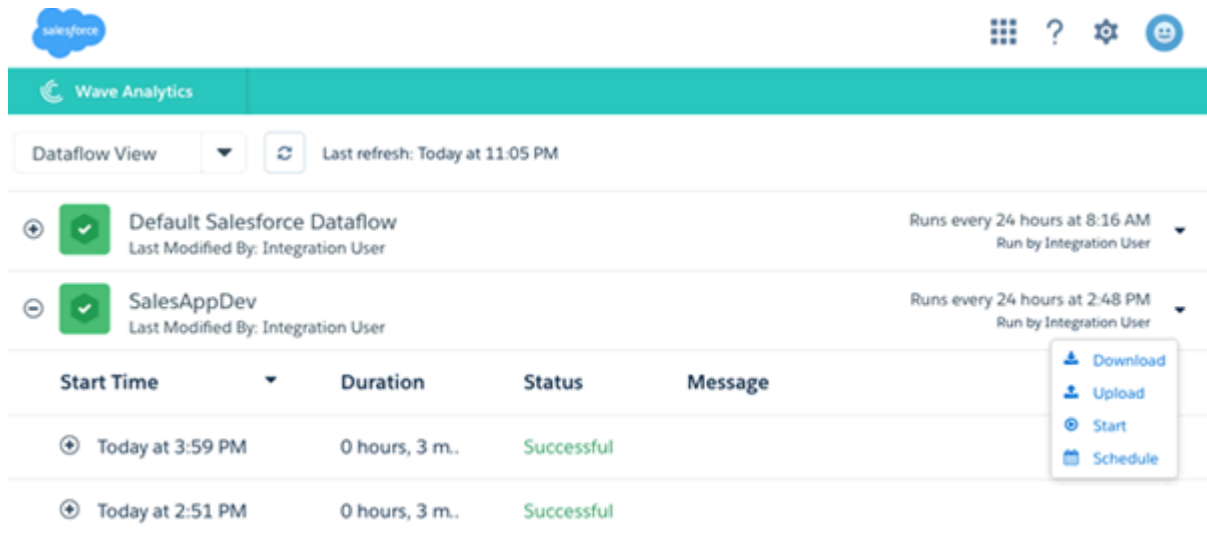 salesforce
Wave Analytics
Dataflow View Last refresh: Today at 11:05 PM
Default Salesforce Dataflow Runs every 24 hours at 8:16 AM
Last Modified By: Integration User Run by Integration User
SalesAppDev Runs every 24 hours at 2:48 PM
Last Modified By: Integration User Run by Integration User
Start Time Duration Status Message
Download
Upload
Start
Schedule
Today at 3:59 PM 0 hours, 3 m.. Successful
Today at 2:51 PM 0 hours, 3 m.. Successful